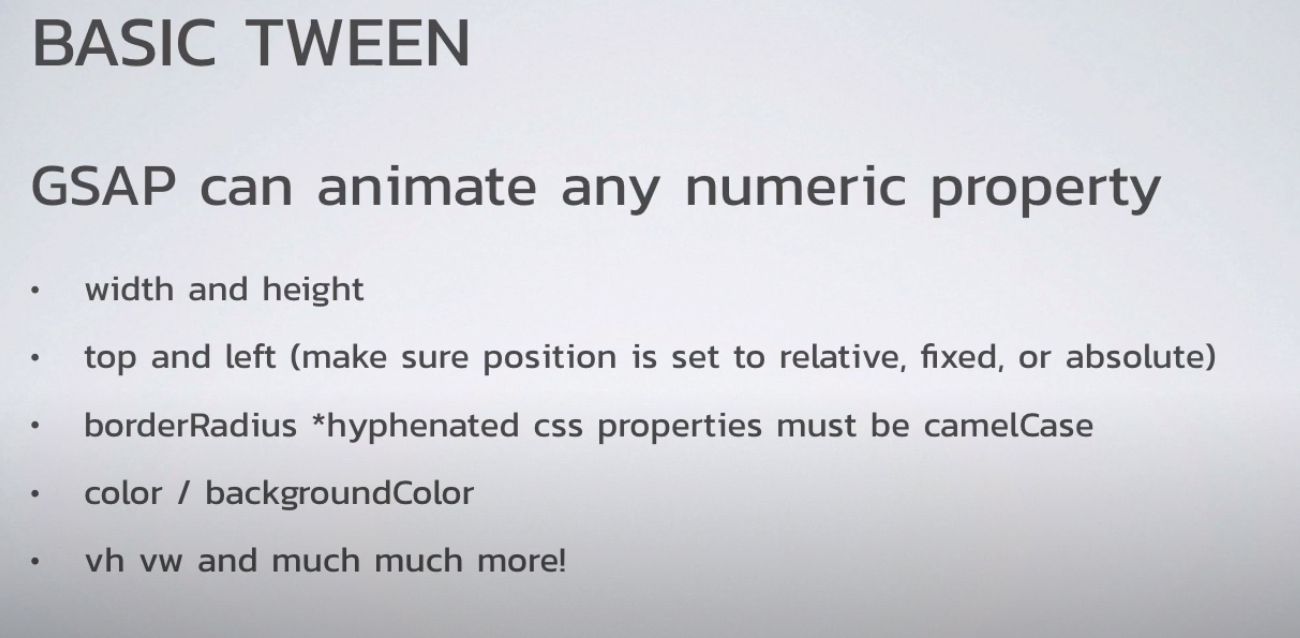 BASIC TWEEN
GSAP can animate any numeric property
• width and height
• top and left (make sure position is set to relative, fixed, or absolute)
• borderRadius *hyphenated css properties must be camelCase
• color / backgroundColor
• vh vw and much much more!